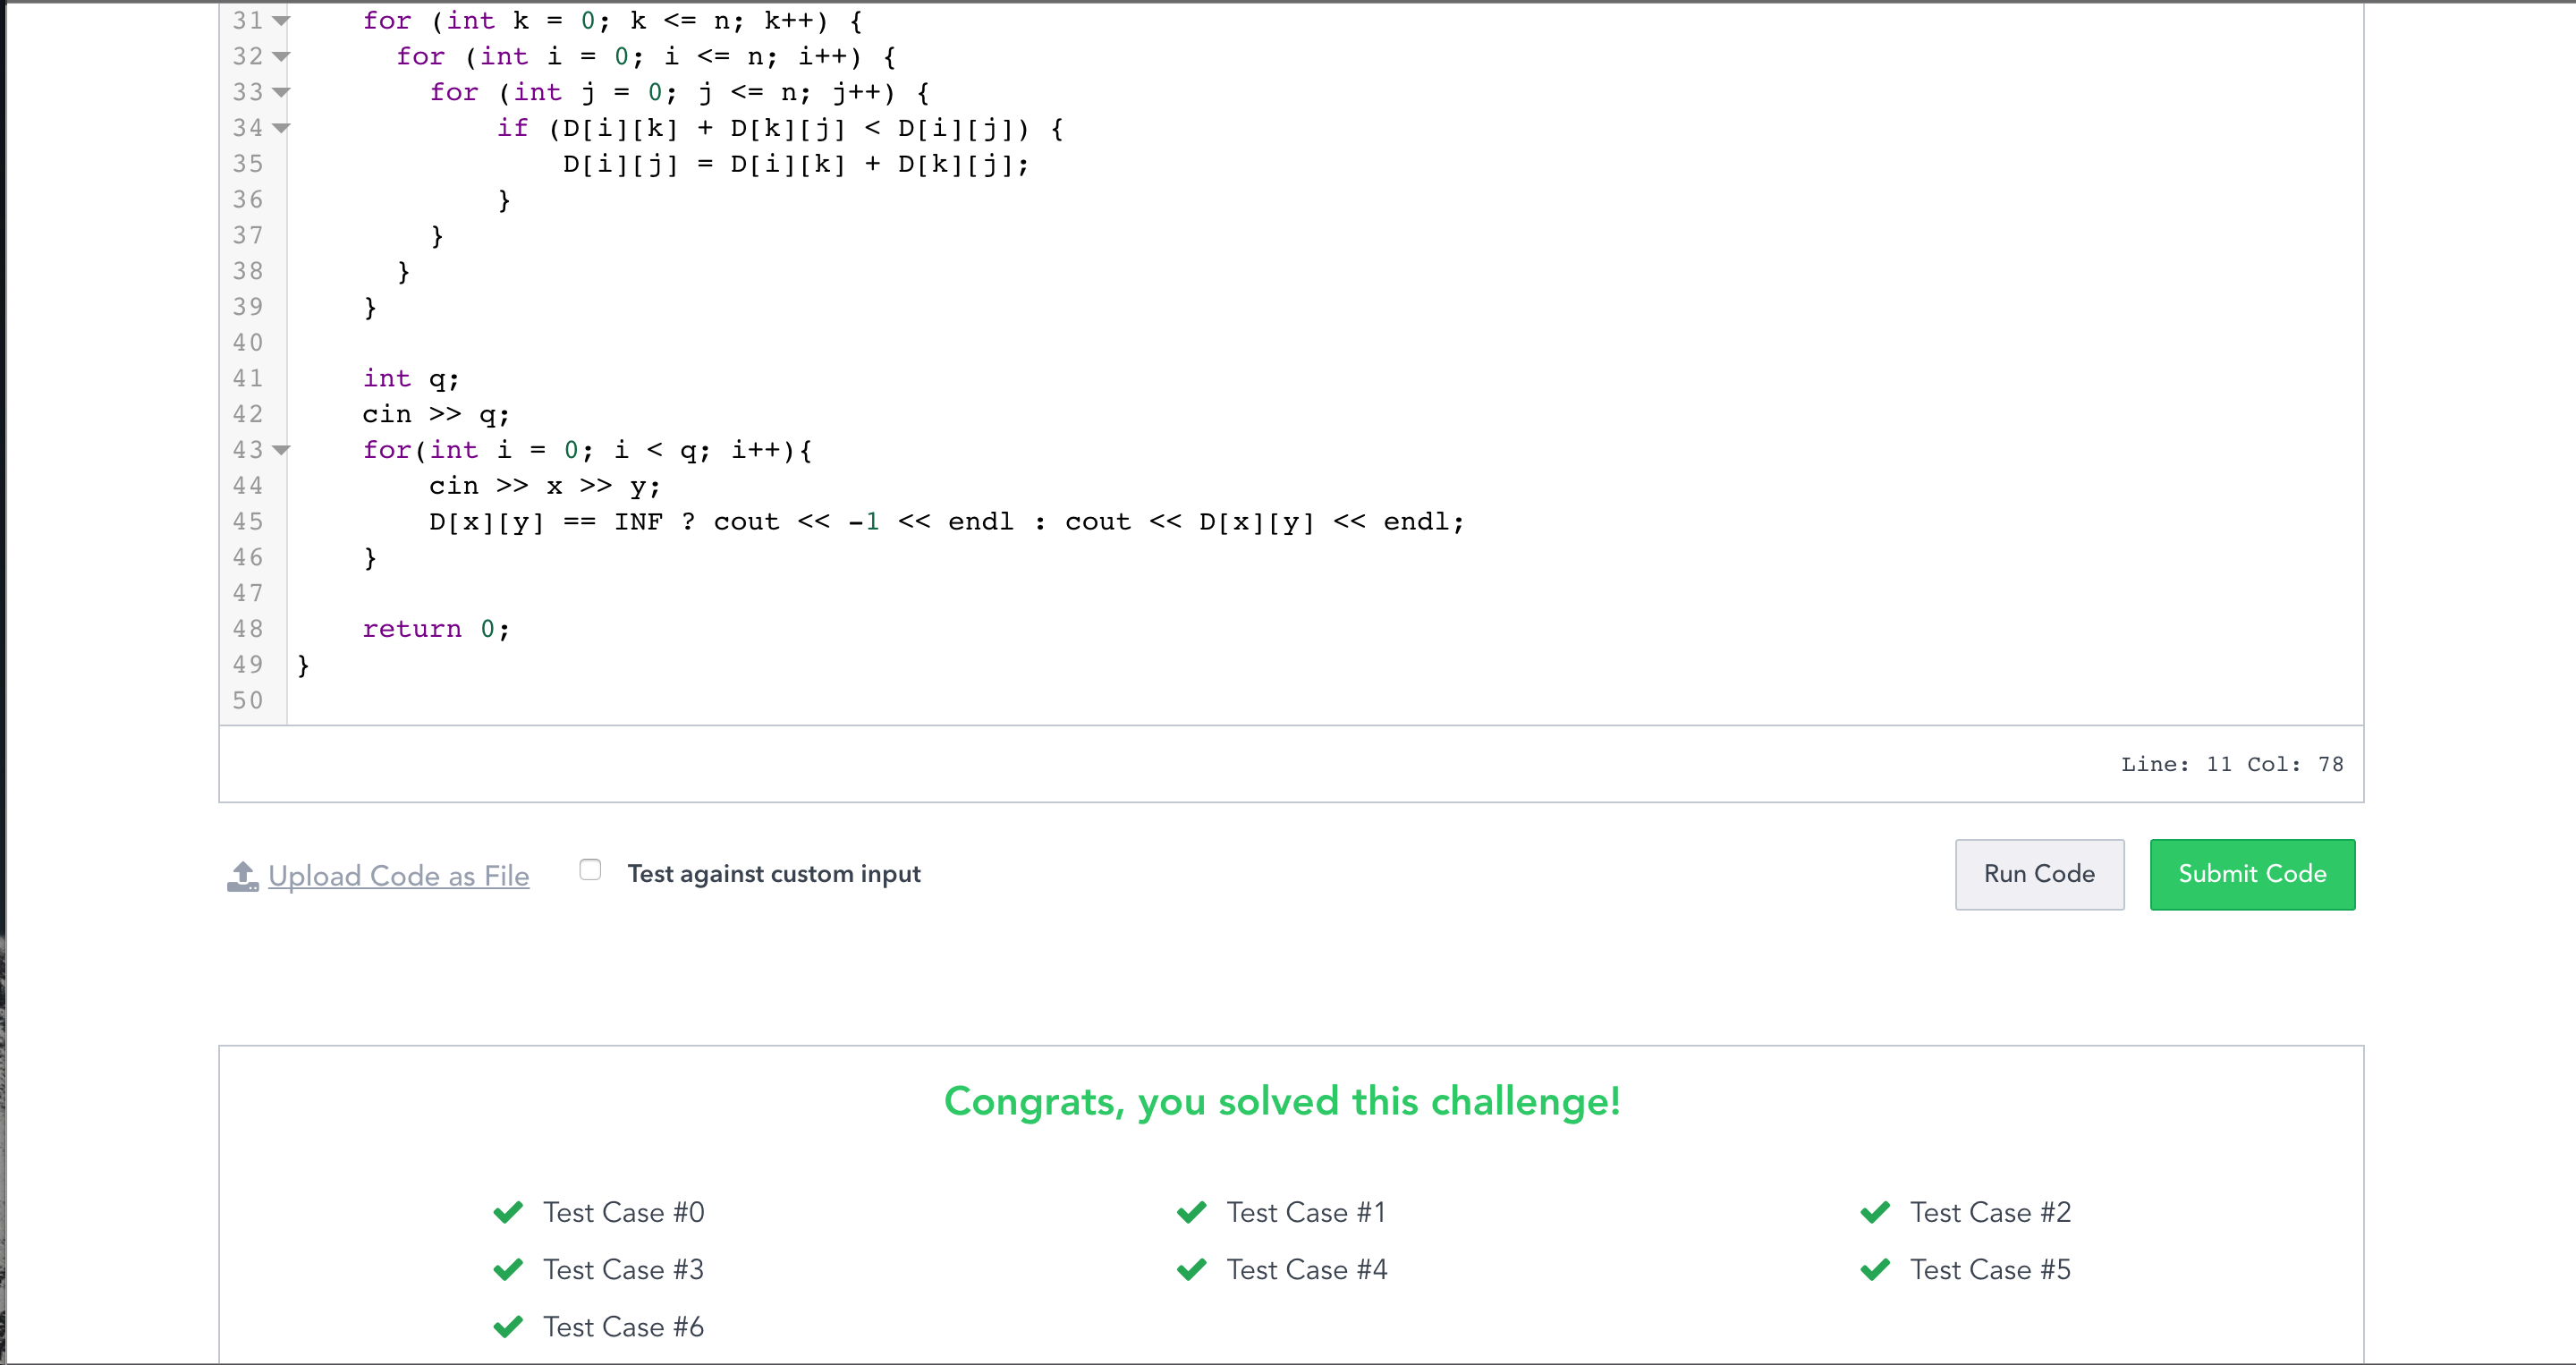 31 for (int k = 0; k <= n; k++) {
32 for (int i = 0; i <= n; i++) {
33 for (int j = 0; j <= n; j++) {
34 if (D[i][k] + D[k][j] < D[i][j]) {
35 D[i][j] = D[i][k] + D[k][j];
36 }
37 }
38 }
39 }
40
41 int q;
42 cin >> q;
43 for(int i = 0; i < q; i++){
44 cin >> x >> y;
45 D[x][y] == INF ? cout << -1 << endl : cout << D[x][y] << endl;
46 }
47
48 return 0;
49 }
50
Line: 11 Col: 78
Upload Code as File Test against custom input Run Code Submit Code
Congrats, you solved this challenge!
Test Case #0 Test Case #1 Test Case #2
Test Case #3 Test Case #4 Test Case #5
Test Case #6